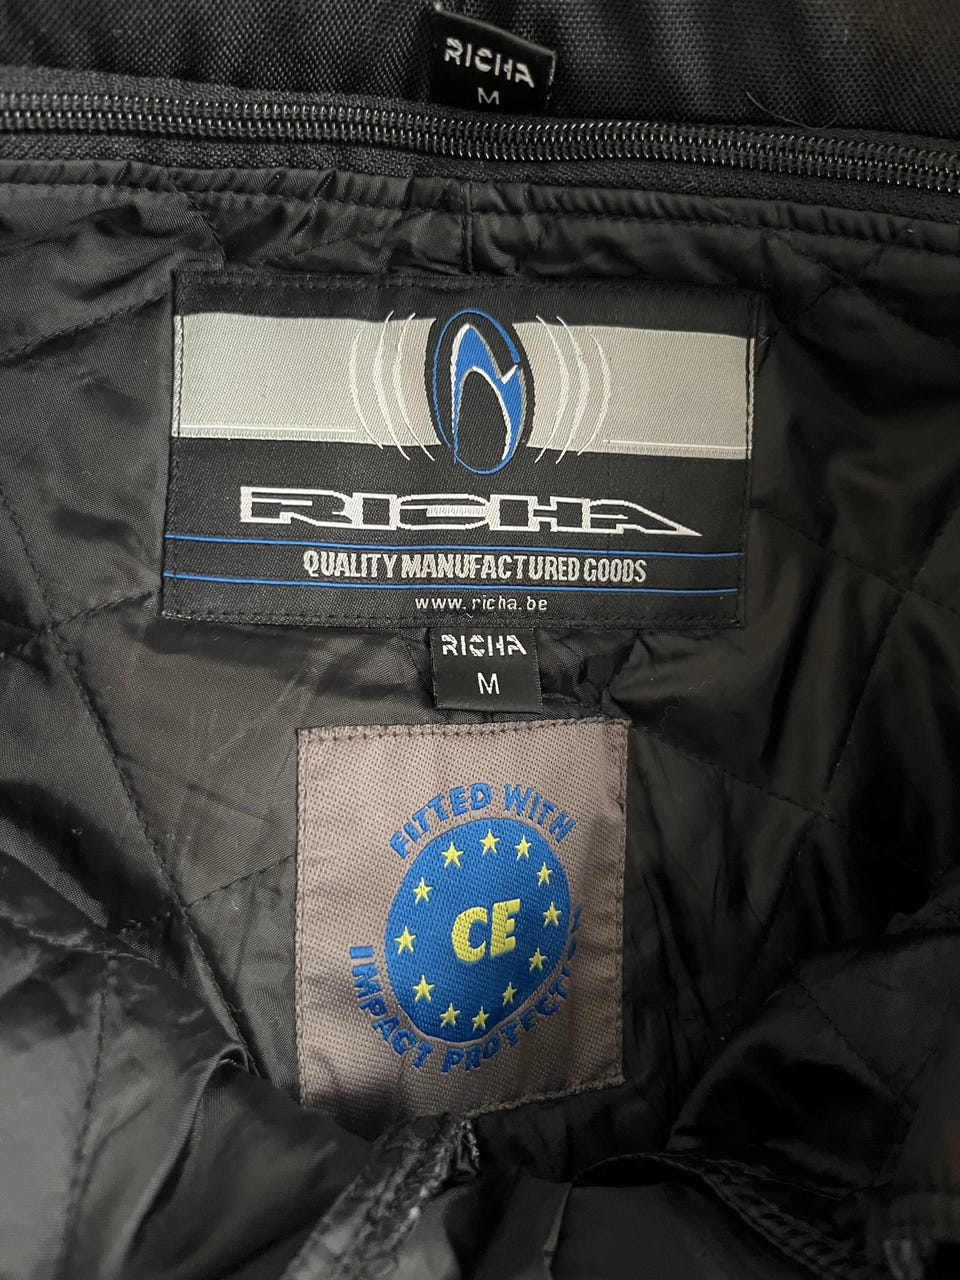 RICHA
M
RICHA
QUALITY MANUFACTURED GOODS
www.richa.be
RICHA
M
FITTED WITH
CE
IMPACT PROTECTION